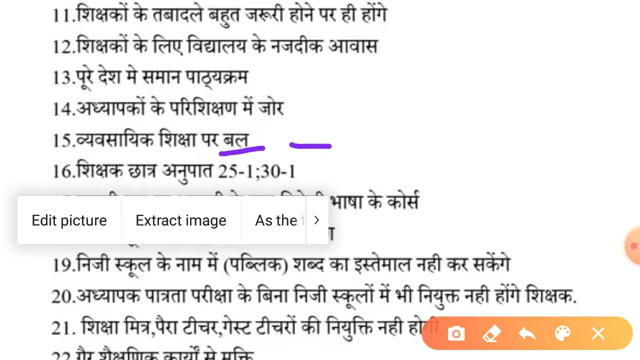 11.शिक्षकों के तबादले बहुत जरूरी होने पर ही होंगे
12.शिक्षकों के लिए विद्यालय के नजदीक आवास
13.पूरे देश मे समान पाठ्यक्रम
14.अध्यापकों के परिशिक्षण में जोर
15.व्यवसायिक शिक्षा पर बल
16.शिक्षक छात्र अनुपात 25-1;30-1
भाषा के कोर्स
Edit picture Extract image As the
19.निजी स्कूल के नाम में (पब्लिक) शब्द का इस्तेमाल नही कर सकेंगे
20.अध्यापक पात्रता परीक्षा के बिना निजी स्कूलों में भी नियुक्त नही होंगे शिक्षक.
21. शिक्षा मित्र,पैरा टीचर,गेस्ट टीचरों की नियुक्ति नही
22.गैर शैक्षणिक कार्यों से मुक्ति